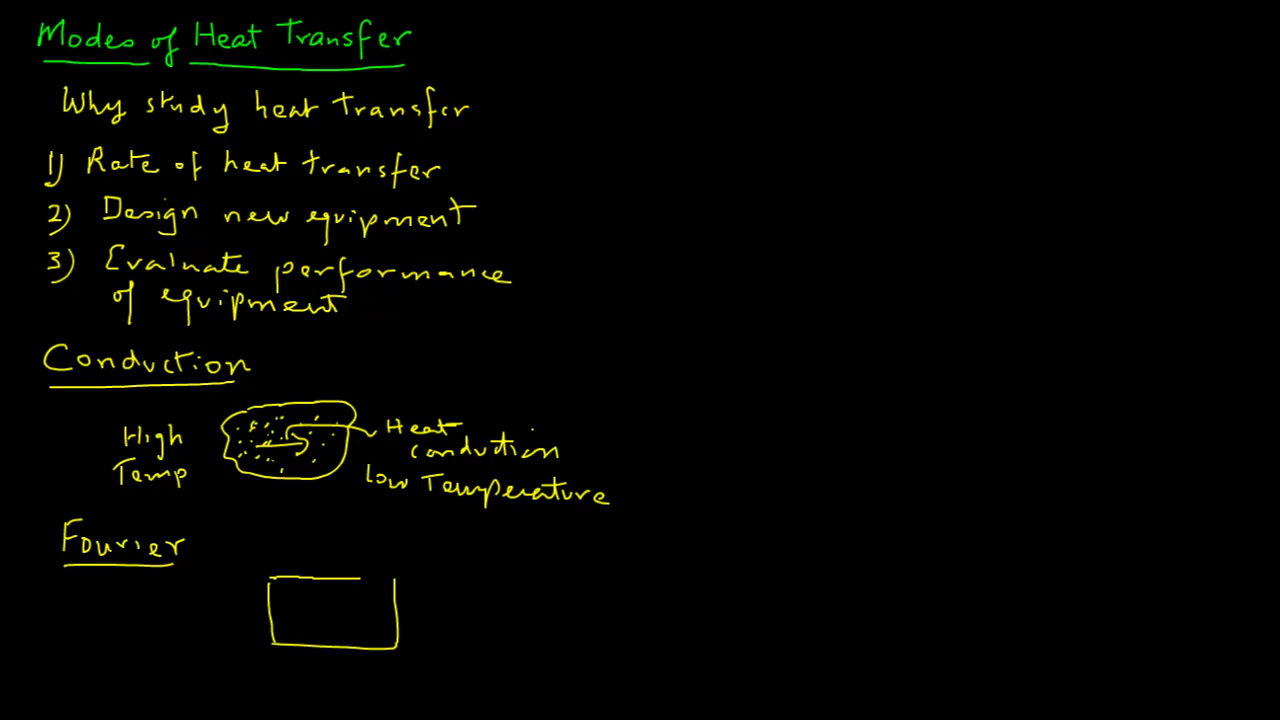 Modes of Heat Transfer
Why study heat transfer
1) Rate of heat transfer
2) Design new equipment
3) Evaluate performance
of equipment
Conduction
High
Temp
Heat
conduction
low Temperature
Fourier